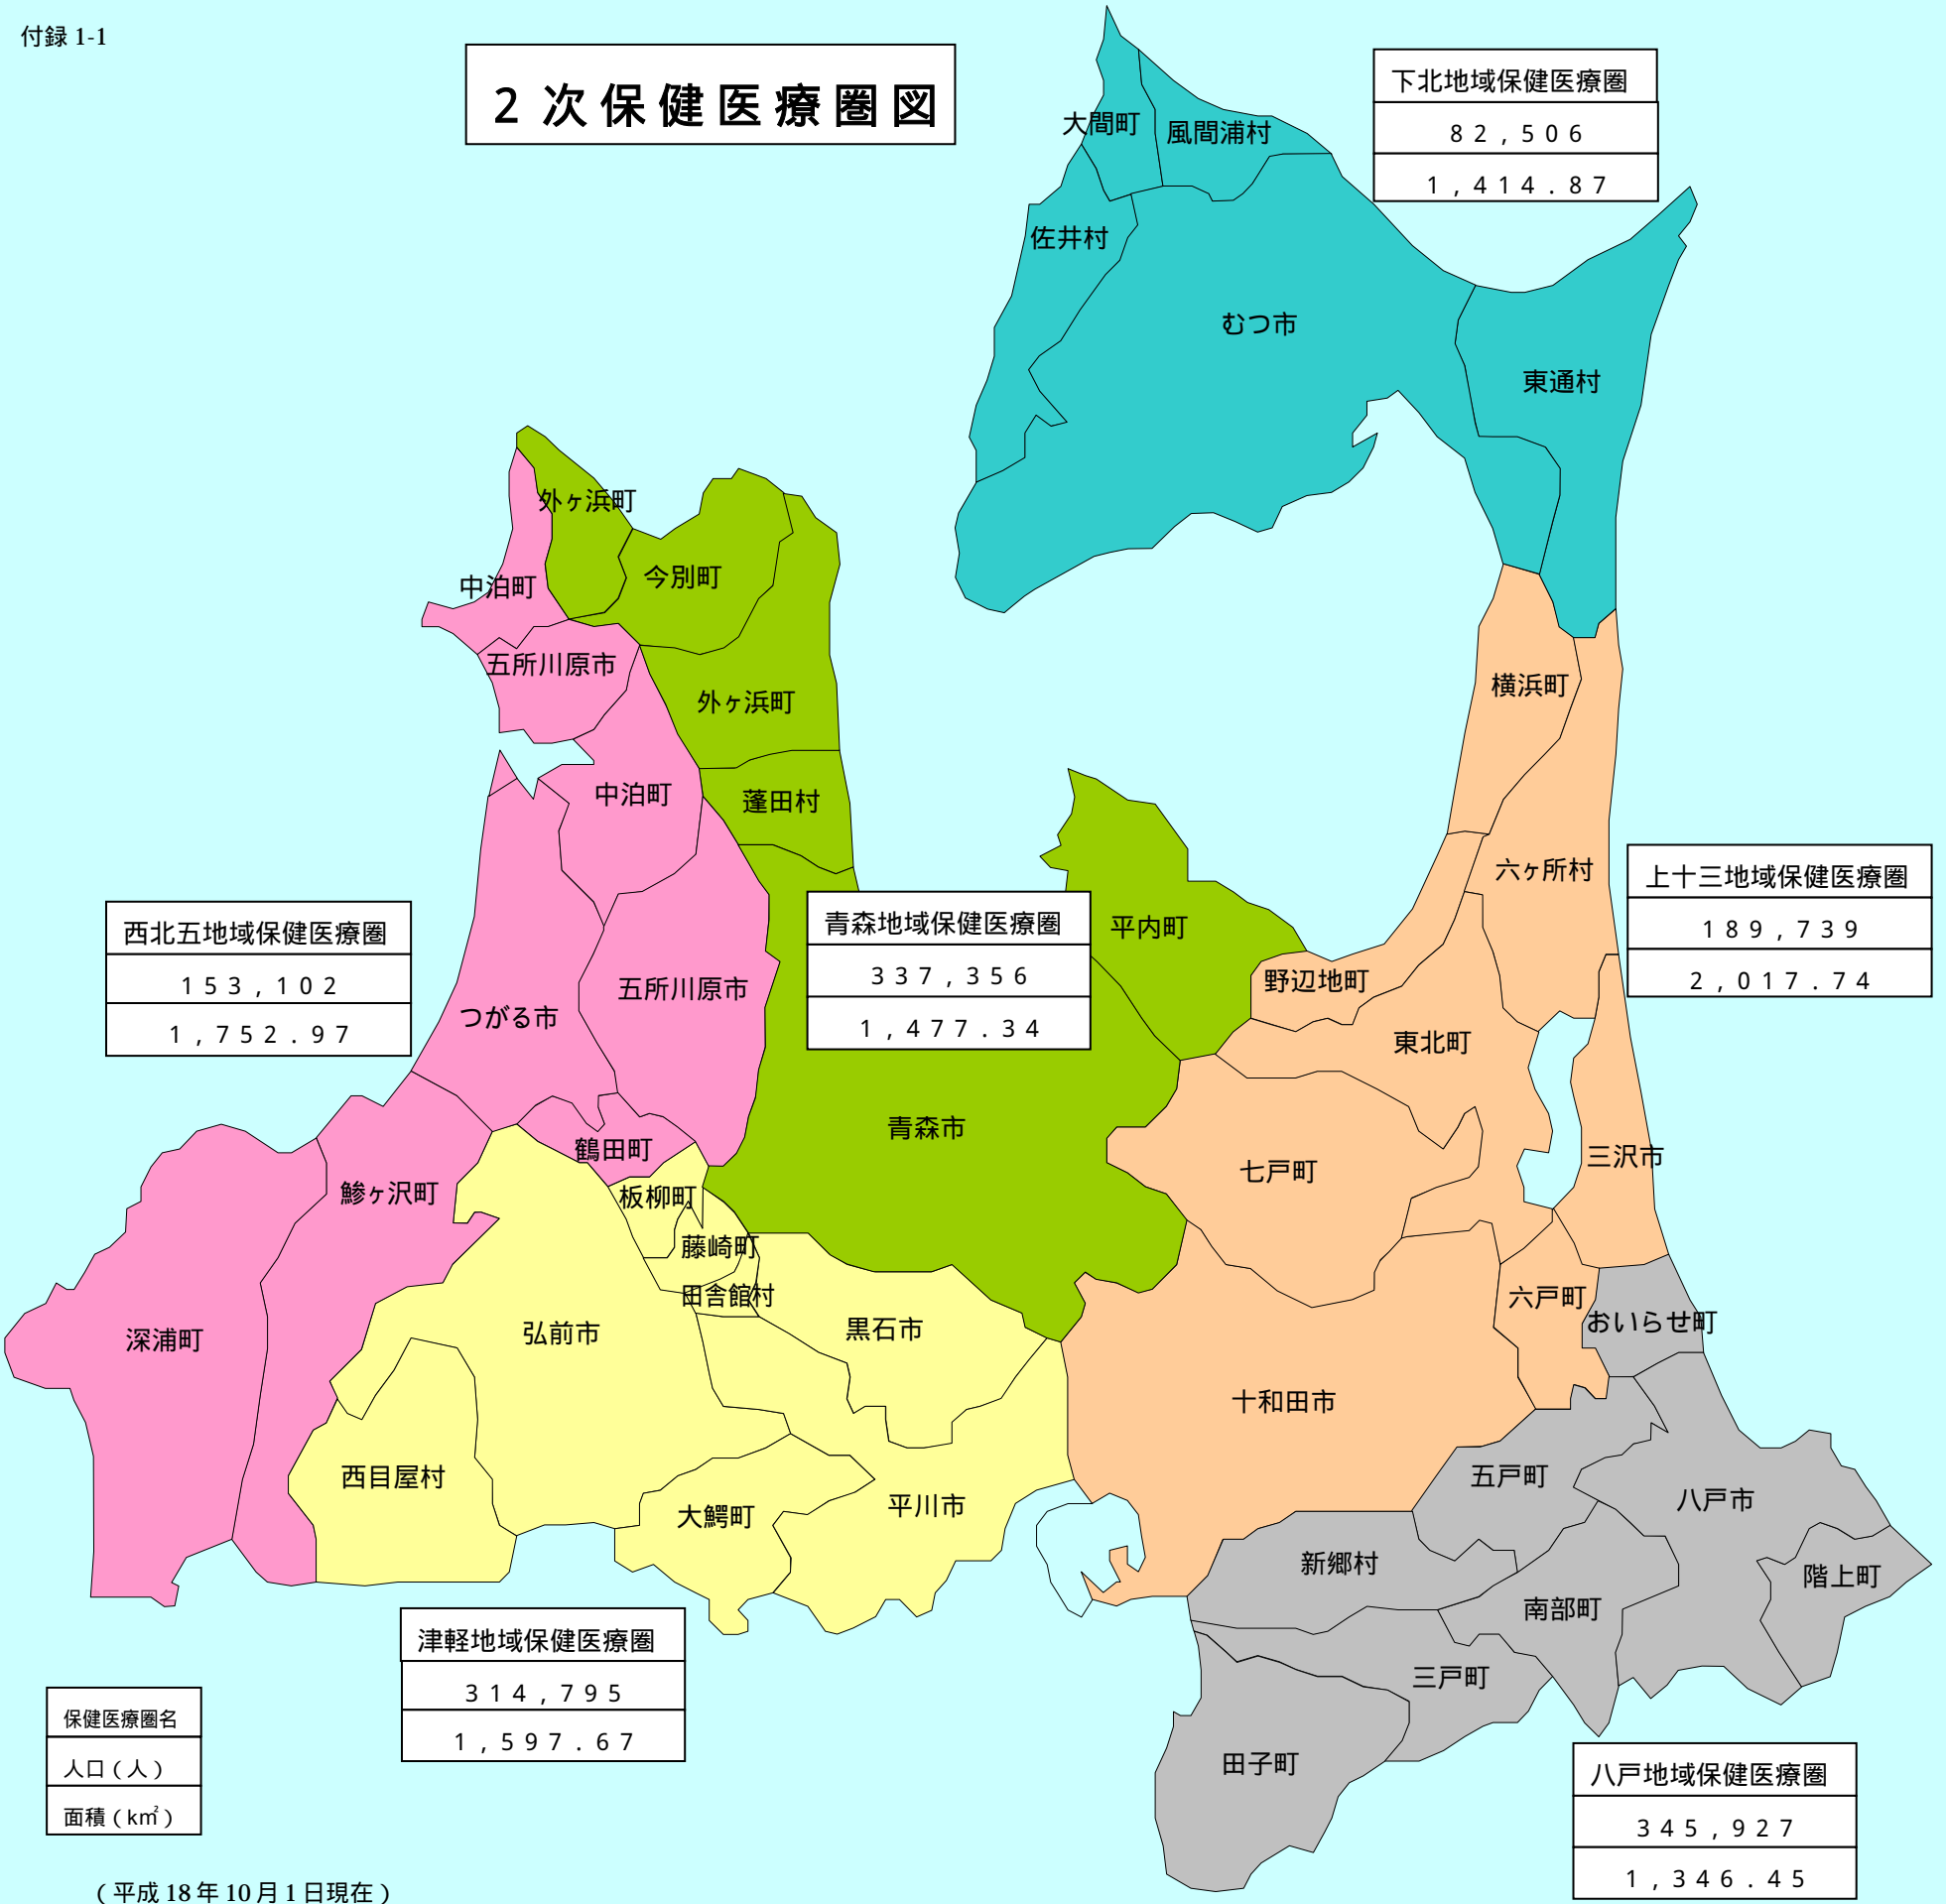 付録 1-1
2次保健医療圏図
下北地域保健医療圏
82,506
1,414.87
大間町
風間浦村
佐井村
むつ市
東通村
外ヶ浜町
今別町
中泊町
五所川原市
外ヶ浜町
中泊町
蓬田村
横浜町
六ヶ所村
上十三地域保健医療圏
189,739
2,017.74
西北五地域保健医療圏
153,102
1,752.97
青森地域保健医療圏
337,356
1,477.34
平内町
野辺地町
五所川原市
つがる市
東北町
青森市
鶴田町
七戸町
三沢市
鯵ヶ沢町
板柳町
藤崎町
田舎館村
六戸町
おいらせ町
深浦町
弘前市
黒石市
十和田市
西目屋村
大鰐町
平川市
五戸町
八戸市
新郷村
南部町
階上町
三戸町
田子町
津軽地域保健医療圏
314,795
1,597.67
保健医療圏名
人口(人)
面積(k㎡)
八戸地域保健医療圏
345,927
1,346.45
(平成18年10月1日現在)